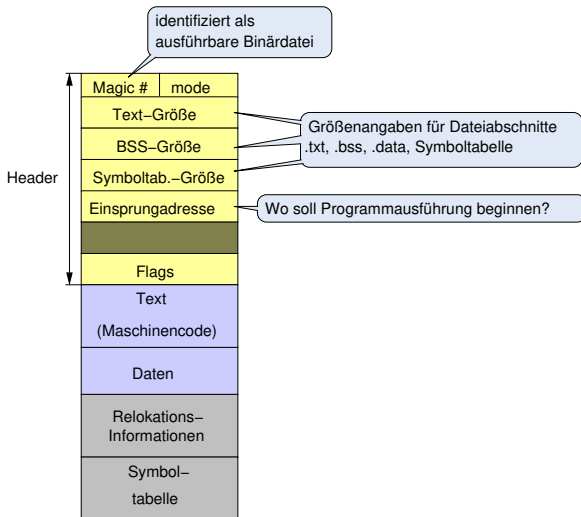 identifiziert als
ausführbare Binärdatei
Magic # mode
Text−Größe
BSS−Größe
Symboltab.−Größe
Einsprungadresse
Flags
Header
Größenangaben für Dateiabschnitte
.txt, .bss, .data, Symboltabelle
Wo soll Programmausführung beginnen?
Text
(Maschinencode)
Daten
Relokations−
Informationen
Symbol−
tabelle